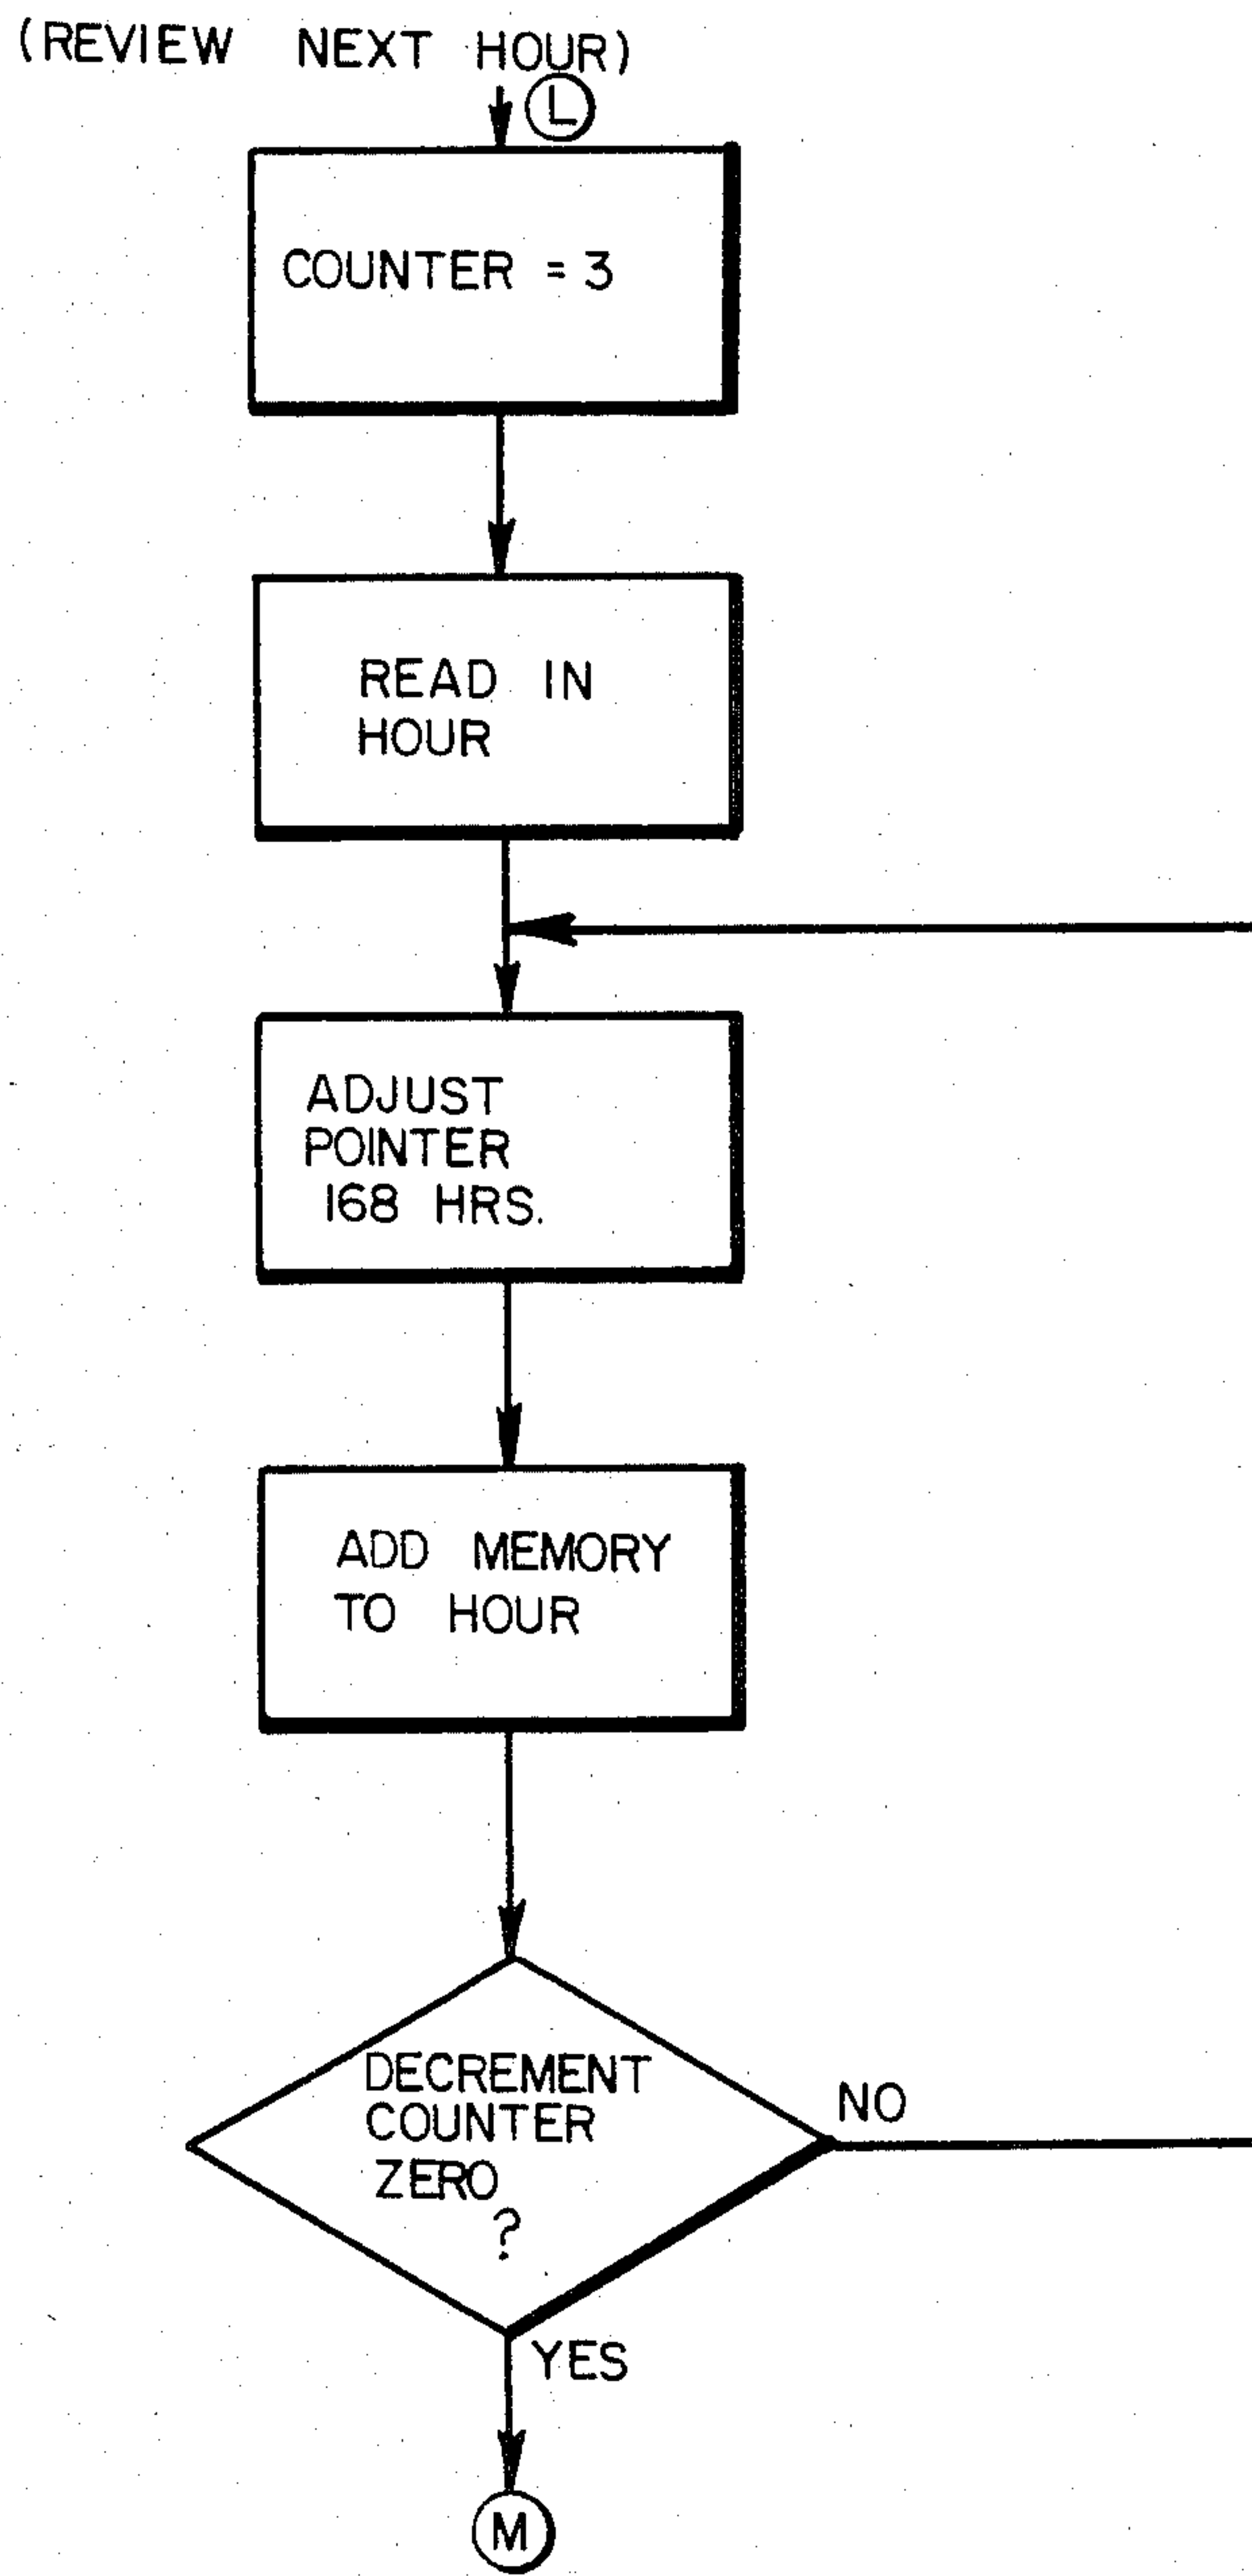 (REVIEW NEXT HOUR)
L
COUNTER = 3
READ IN
HOUR
ADJUST
POINTER
168 HRS.
ADD MEMORY
TO HOUR
DECREMENT
COUNTER
ZERO
?
NO
YES
M